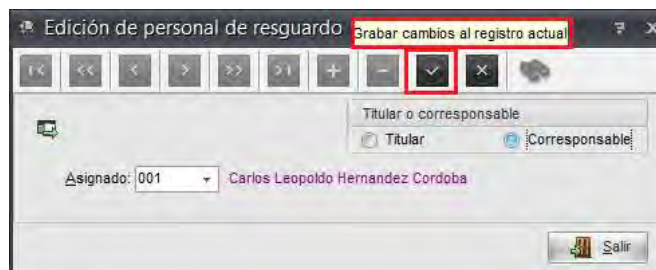 Edición de personal de resguardo
Grabar cambios al registro actual
Titular o corresponsable
Titular
Corresponsable
Asignado: 001
Carlos Leopoldo Hernandez Cordoba
Salir